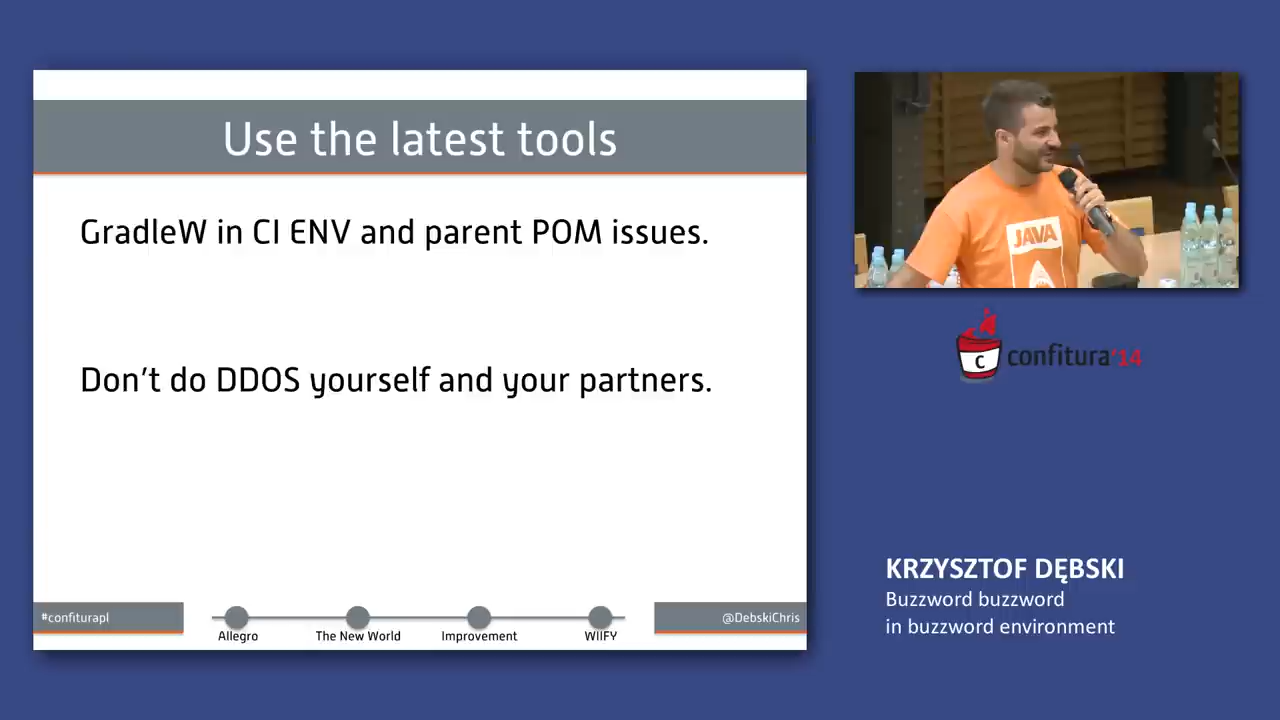 Use the latest tools
GradleW in CI ENV and parent POM issues.
Don't do DDOS yourself and your partners.
#confiturapl
Allegro
The New World
Improvement
WIIFY
@DebskiChris
JAVA
C
confitura'14
KRZYSZTOF DĘBSKI
Buzzword buzzword
in buzzword environment